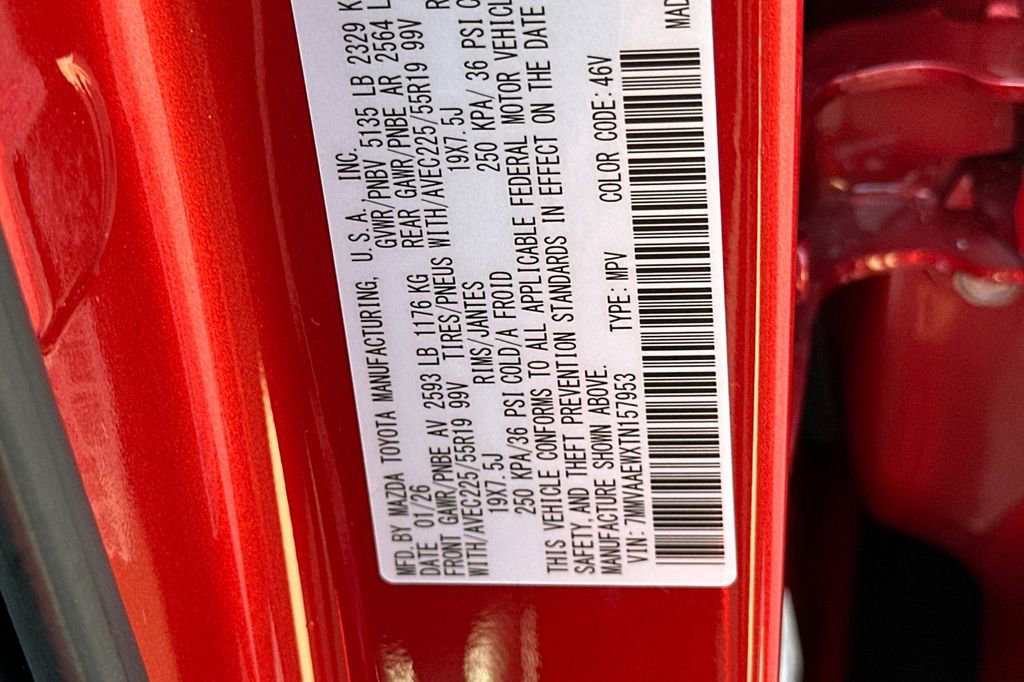 MFD. BY MAZDA TOYOTA MANUFACTURING, U. S. A., INC.
DATE 01/26 GVWR/PNBV 5135 LB 2329 K
FRONT GAWR/PNBE AV 2593 LB 1176 KG REAR GAWR/PNBE AR 2564 L
WITH/AVEC225/55R19 99V TIRES/PNEUS WITH/AVEC225/55R19 99V
19X7. 5J RIMS/JANTES 19X7. 5J
250 KPA/36 PSI COLD/A FROID 250 KPA/ 36 PSI C
THIS VEHICLE CONFORMS TO ALL APPLICABLE FEDERAL MOTOR VEHICL
SAFETY, AND THEFT PREVENTION STANDARDS IN EFFECT ON THE DATE
MANUFACTURE SHOWN ABOVE.
VIN: 7MMVAAEWXTN157953 TYPE: MPV COLOR CODE: 46V
MAD